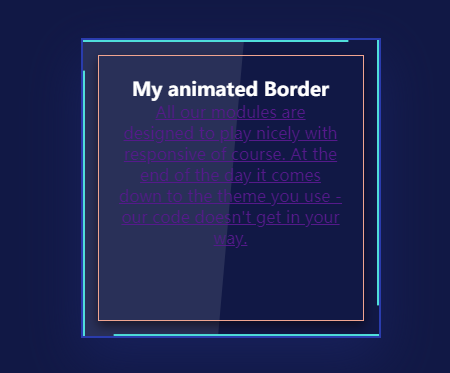 My animated Border
All our modules are
designed to play nicely with
responsive of course. At the
end of the day it comes
down to the theme you use -
our code doesn't get in your
way.